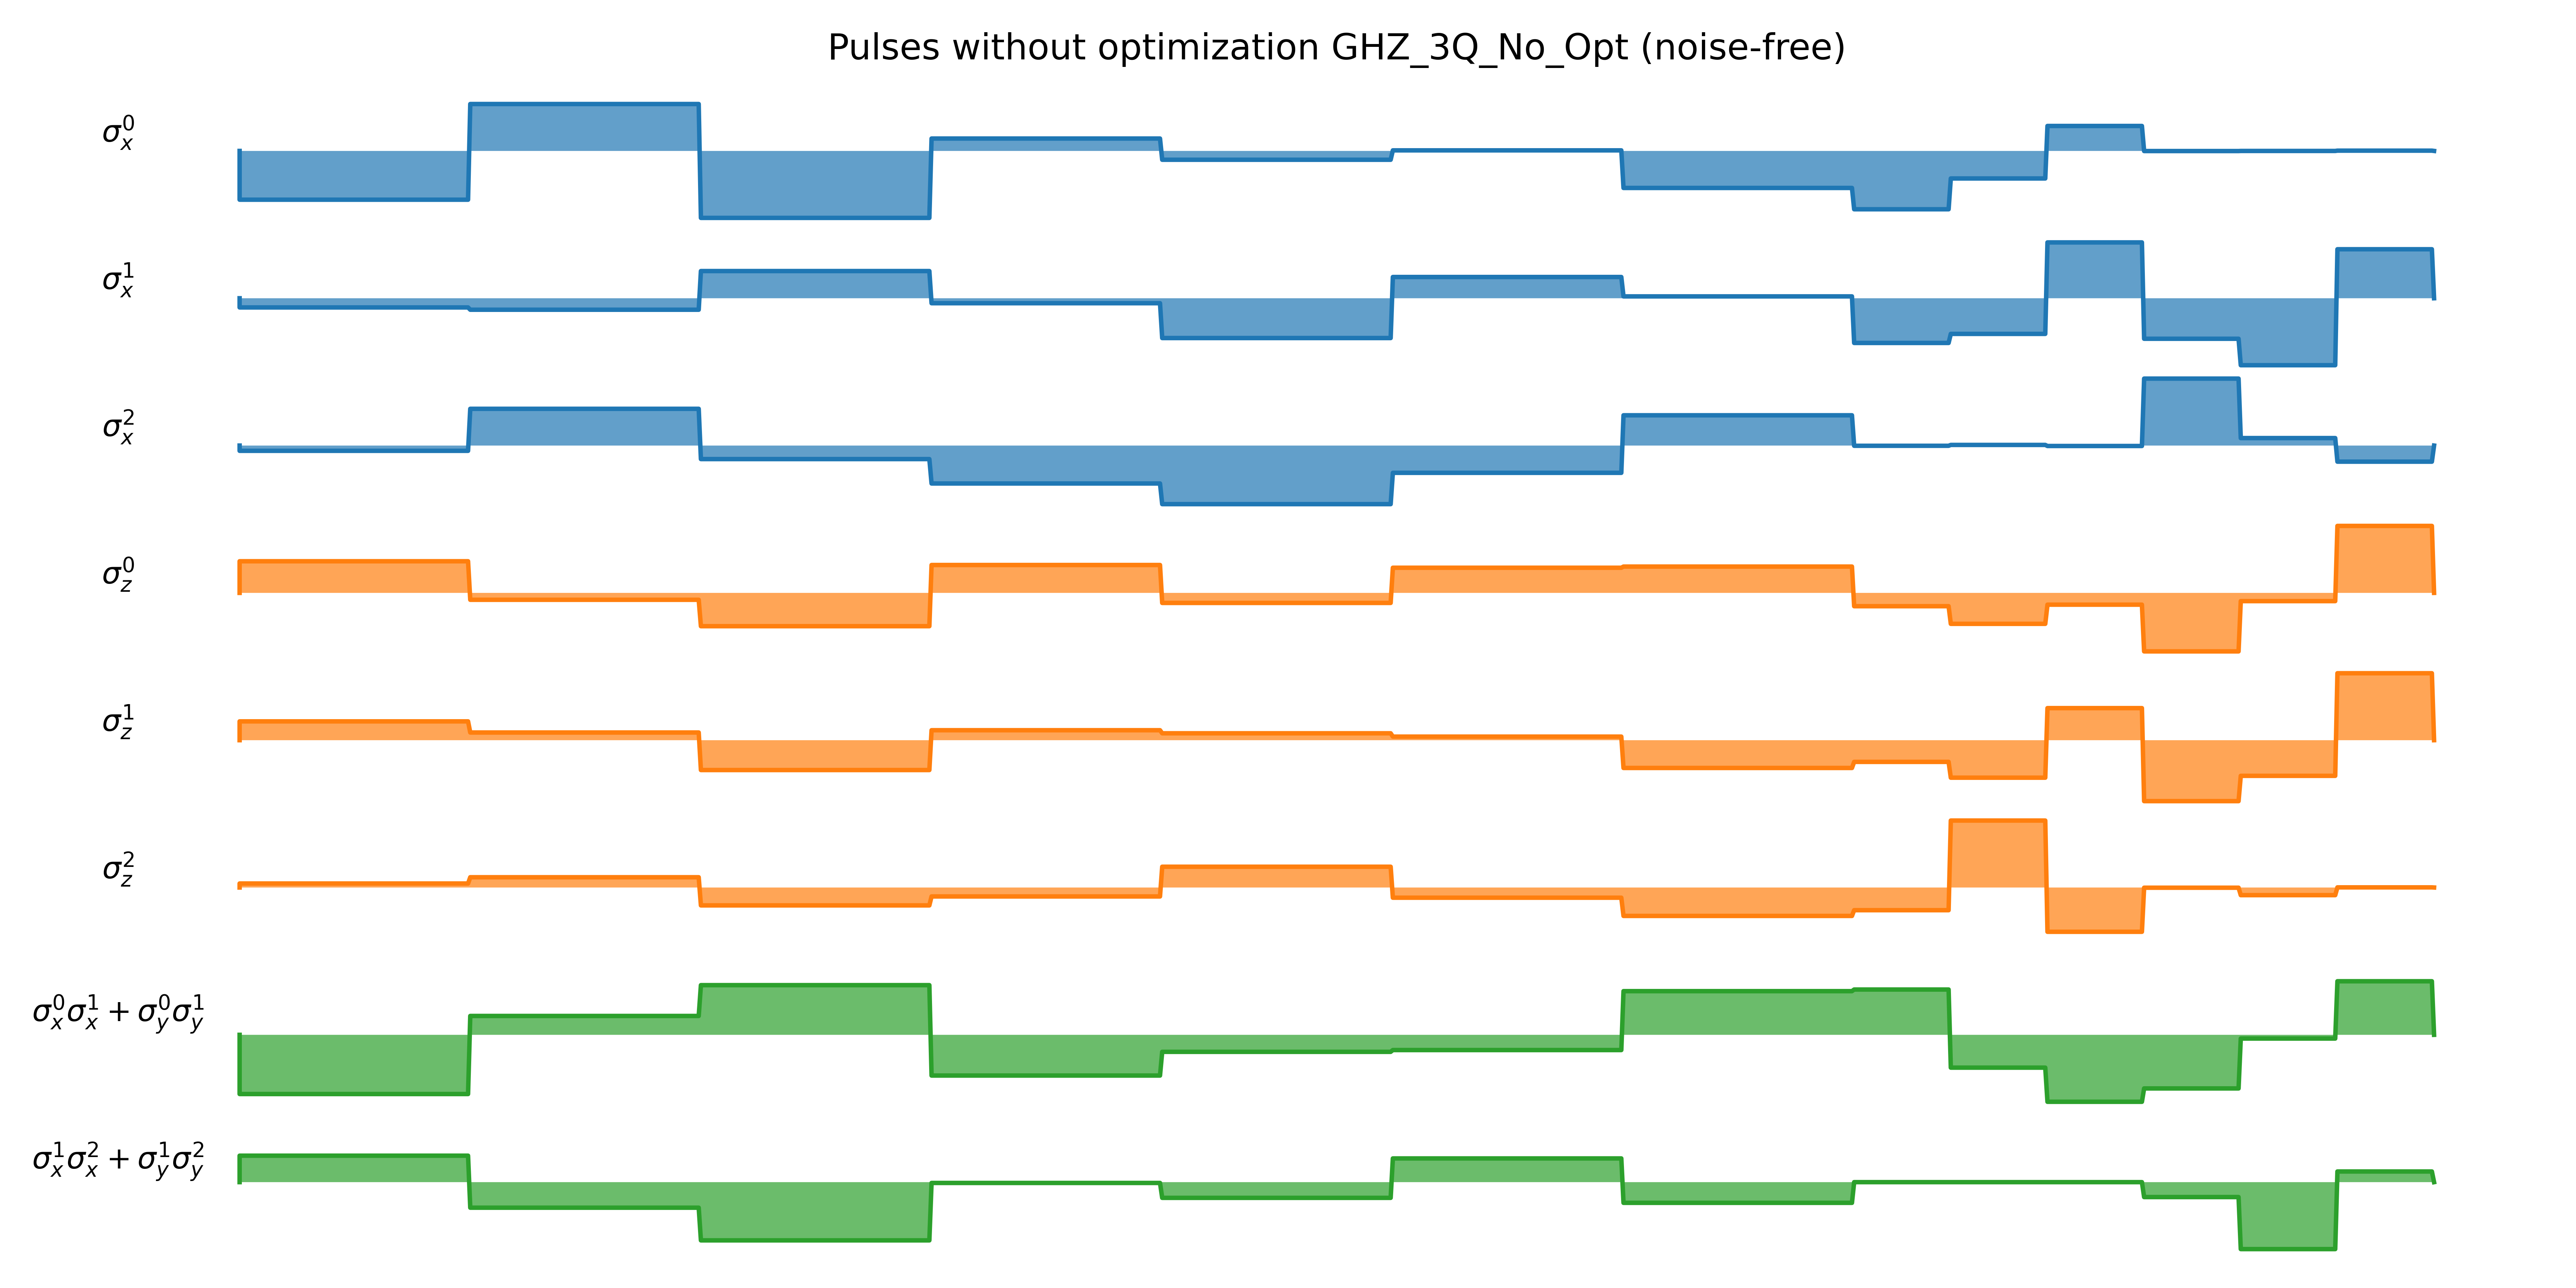 Pulses without optimization GHZ_3Q_No_Opt (noise-free)
σ_x^0
σ_x^1
σ_x^2
σ_z^0
σ_z^1
σ_z^2
σ_x^0σ_x^1 + σ_y^0σ_y^1
σ_x^1σ_x^2 + σ_y^1σ_y^2